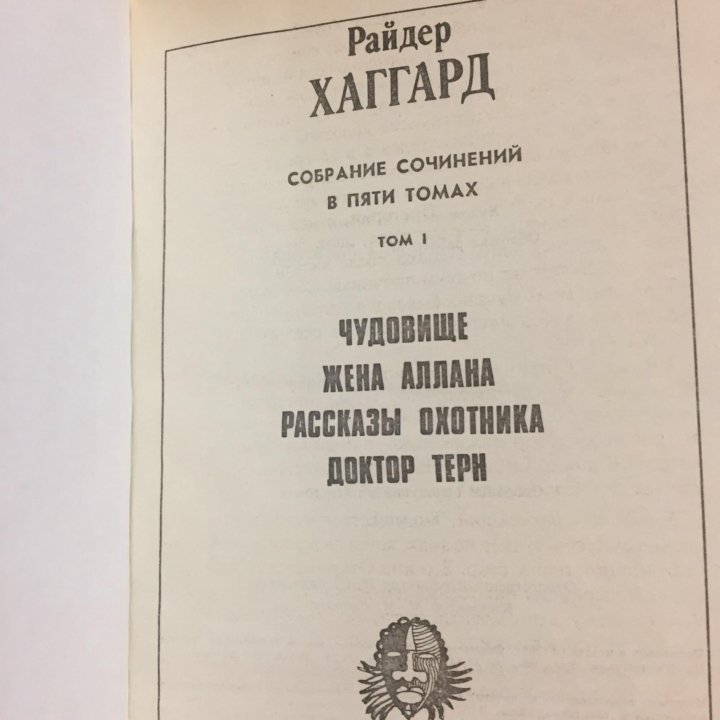 Райдер
ХАГГАРД
СОБРАНИЕ СОЧИНЕНИЙ
В ПЯТИ ТОМАХ
ТОМ I
ЧУДОВИЩЕ
ЖЕНА АЛЛАНА
РАССКАЗЫ ОХОТНИКА
ДОКТОР ТЕРН